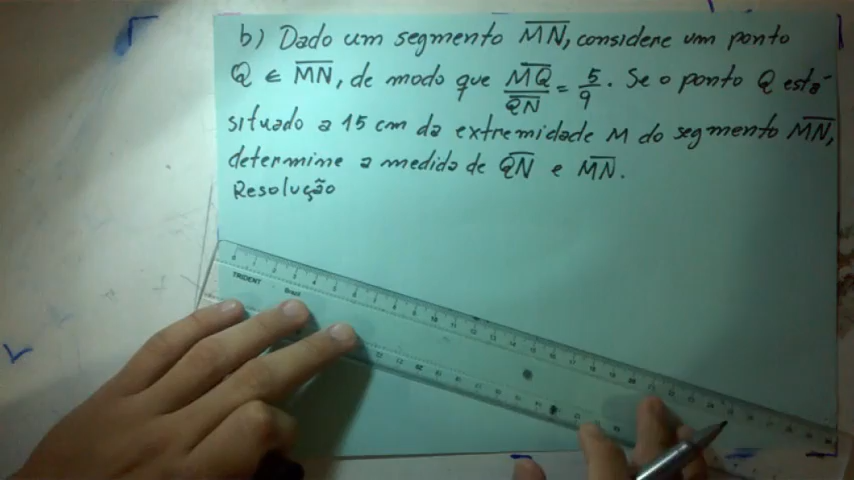 b) Dado um segmento MN, considere um ponto
Q ∈ MN, de modo que MQ/QN = 5/9. Se o ponto Q está
situado a 15 cm da extremidade M do segmento MN,
determine a medida de QN e MN.
Resolução
TRIDENT Brazil